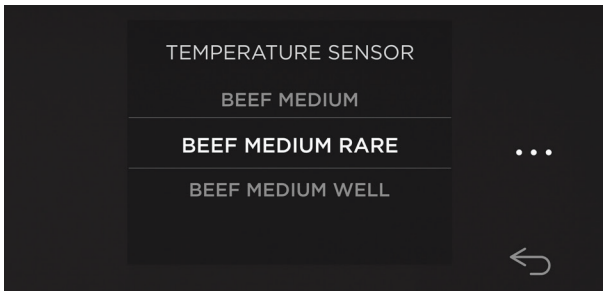 TEMPERATURE SENSOR
BEEF MEDIUM
BEEF MEDIUM RARE
BEEF MEDIUM WELL